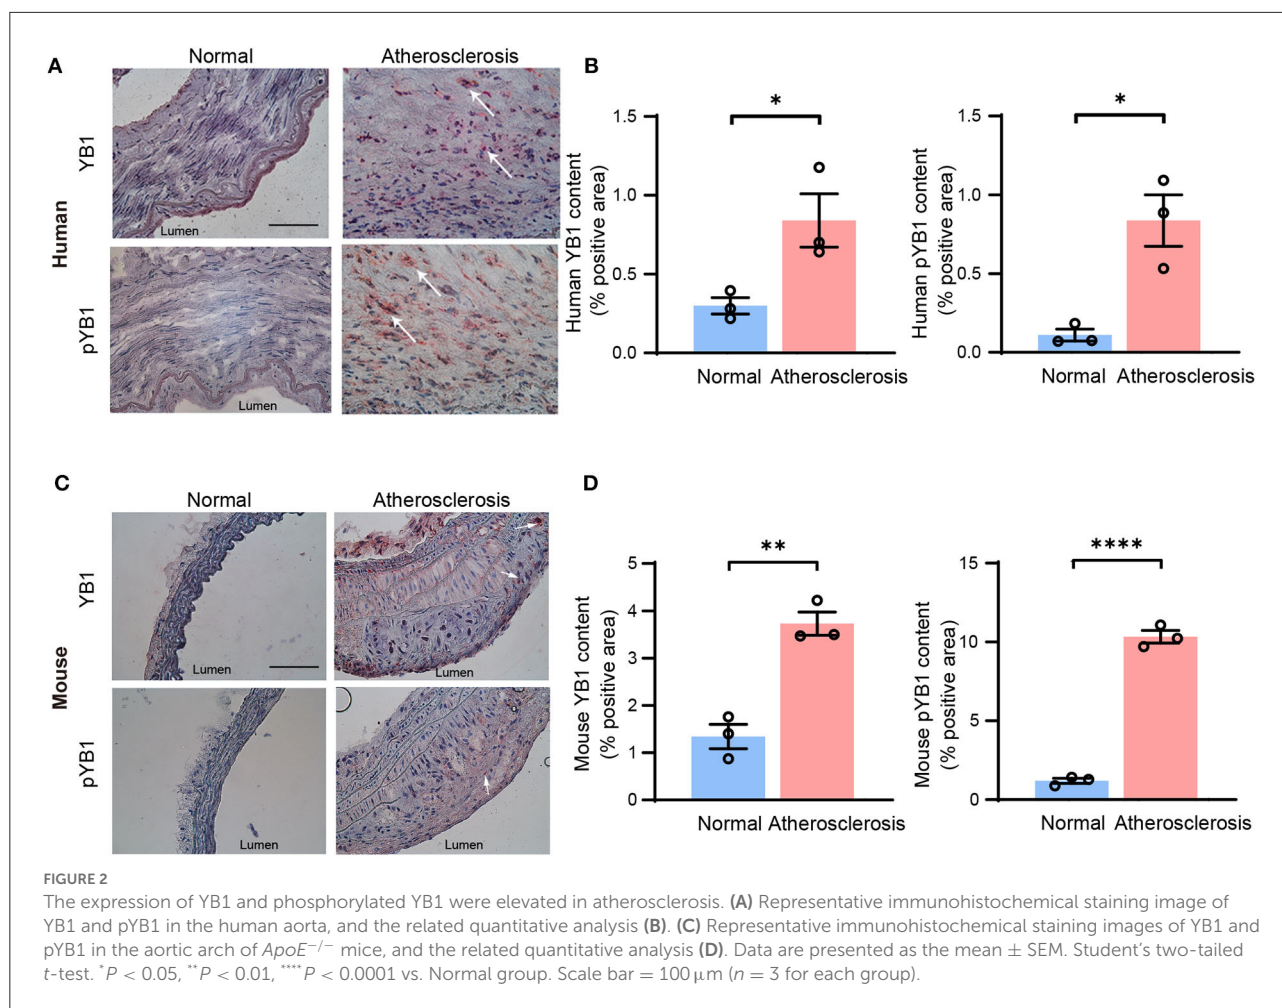 A
Normal
Atherosclerosis
Human
YB1
Lumen
pYB1
Lumen
B
Human YB1 content
(% positive area)
1.5
1.0
0.5
0.0
*
Normal
Atherosclerosis
Human pYB1 content
(% positive area)
1.5
1.0
0.5
0.0
*
Normal
Atherosclerosis
C
Normal
Atherosclerosis
Mouse
YB1
Lumen
Lumen
pYB1
Lumen
Lumen
D
Mouse YB1 content
(% positive area)
5
4
3
2
1
0
**
Normal
Atherosclerosis
Mouse pYB1 content
(% positive area)
15
10
5
0
****
Normal
Atherosclerosis
FIGURE 2
The expression of YB1 and phosphorylated YB1 were elevated in atherosclerosis. (A) Representative immunohistochemical staining image of
YB1 and pYB1 in the human aorta, and the related quantitative analysis (B). (C) Representative immunohistochemical staining images of YB1 and
pYB1 in the aortic arch of ApoE−/− mice, and the related quantitative analysis (D). Data are presented as the mean ± SEM. Student's two-tailed
t-test. *P < 0.05, **P < 0.01, ****P < 0.0001 vs. Normal group. Scale bar = 100 μm (n = 3 for each group).